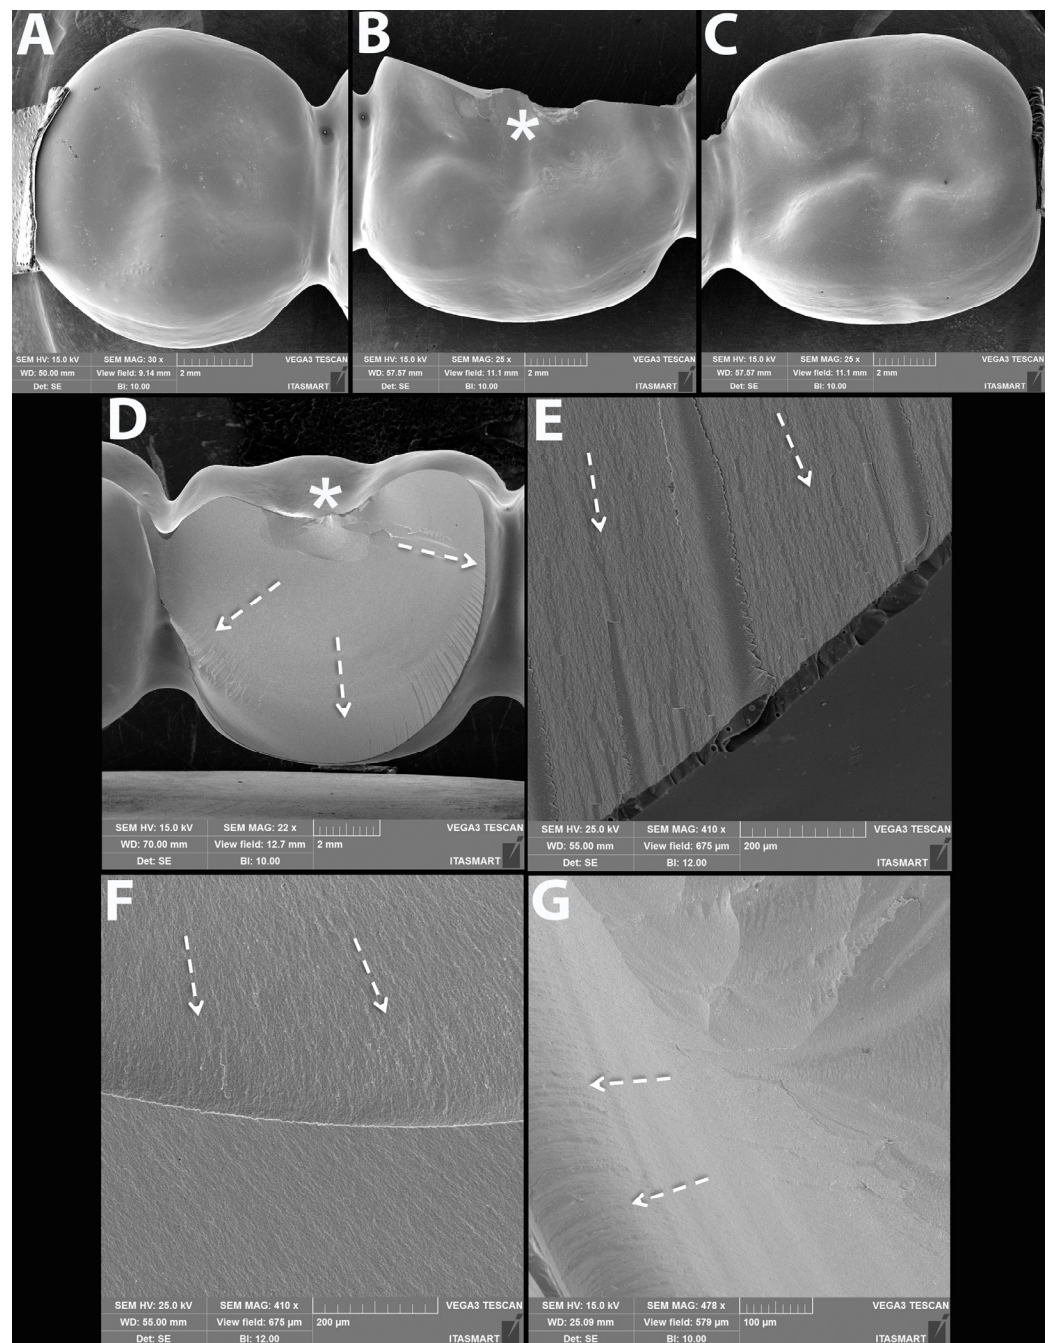 A
SEM HV: 15.0 kV SEM MAG: 30 x VEGA3 TESCAN
WD: 50.00 mm View field: 9.14 mm 2 mm
Det: SE BI: 10.00 ITASMART
B
*
SEM HV: 15.0 kV SEM MAG: 25 x VEGA3 TESCAN
WD: 57.57 mm View field: 11.1 mm 2 mm
Det: SE BI: 10.00 ITASMART
C
SEM HV: 15.0 kV SEM MAG: 25 x VEGA3 TESCAN
WD: 57.57 mm View field: 11.1 mm 2 mm
Det: SE BI: 10.00 ITASMART
D
*
SEM HV: 15.0 kV SEM MAG: 22 x VEGA3 TESCAN
WD: 70.00 mm View field: 12.7 mm 2 mm
Det: SE BI: 10.00 ITASMART
E
SEM HV: 25.0 kV SEM MAG: 410 x VEGA3 TESCAN
WD: 55.00 mm View field: 675 µm 200 µm
Det: SE BI: 12.00 ITASMART
F
SEM HV: 25.0 kV SEM MAG: 410 x VEGA3 TESCAN
WD: 55.00 mm View field: 675 µm 200 µm
Det: SE BI: 12.00 ITASMART
G
SEM HV: 15.0 kV SEM MAG: 478 x VEGA3 TESCAN
WD: 25.09 mm View field: 579 µm 100 µm
Det: SE BI: 10.00 ITASMART